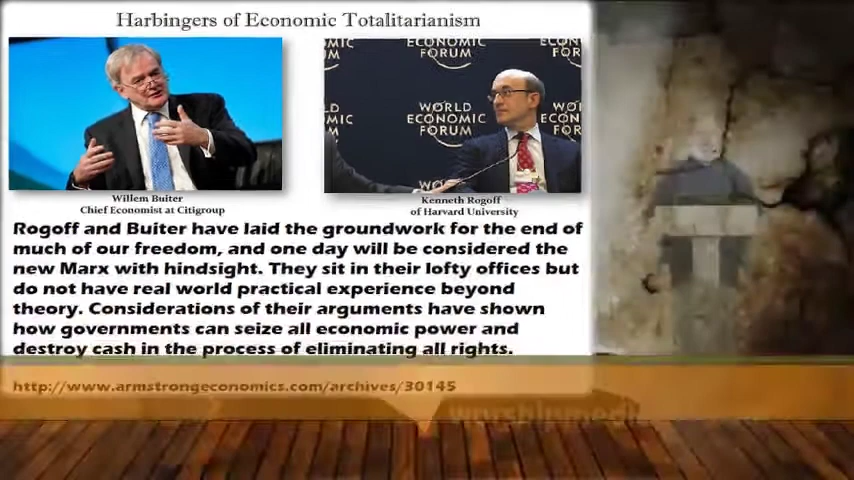 Harbingers of Economic Totalitarianism
WORLD
ECONOMIC
FORUM
Willem Buiter
Chief Economist at Citigroup
Kenneth Rogoff
of Harvard University
Rogoff and Buiter have laid the groundwork for the end of
much of our freedom, and one day will be considered the
new Marx with hindsight. They sit in their lofty offices but
do not have real world practical experience beyond
theory. Considerations of their arguments have shown
how governments can seize all economic power and
destroy cash in the process of eliminating all rights.
http://www.armstrongeconomics.com/archives/30145